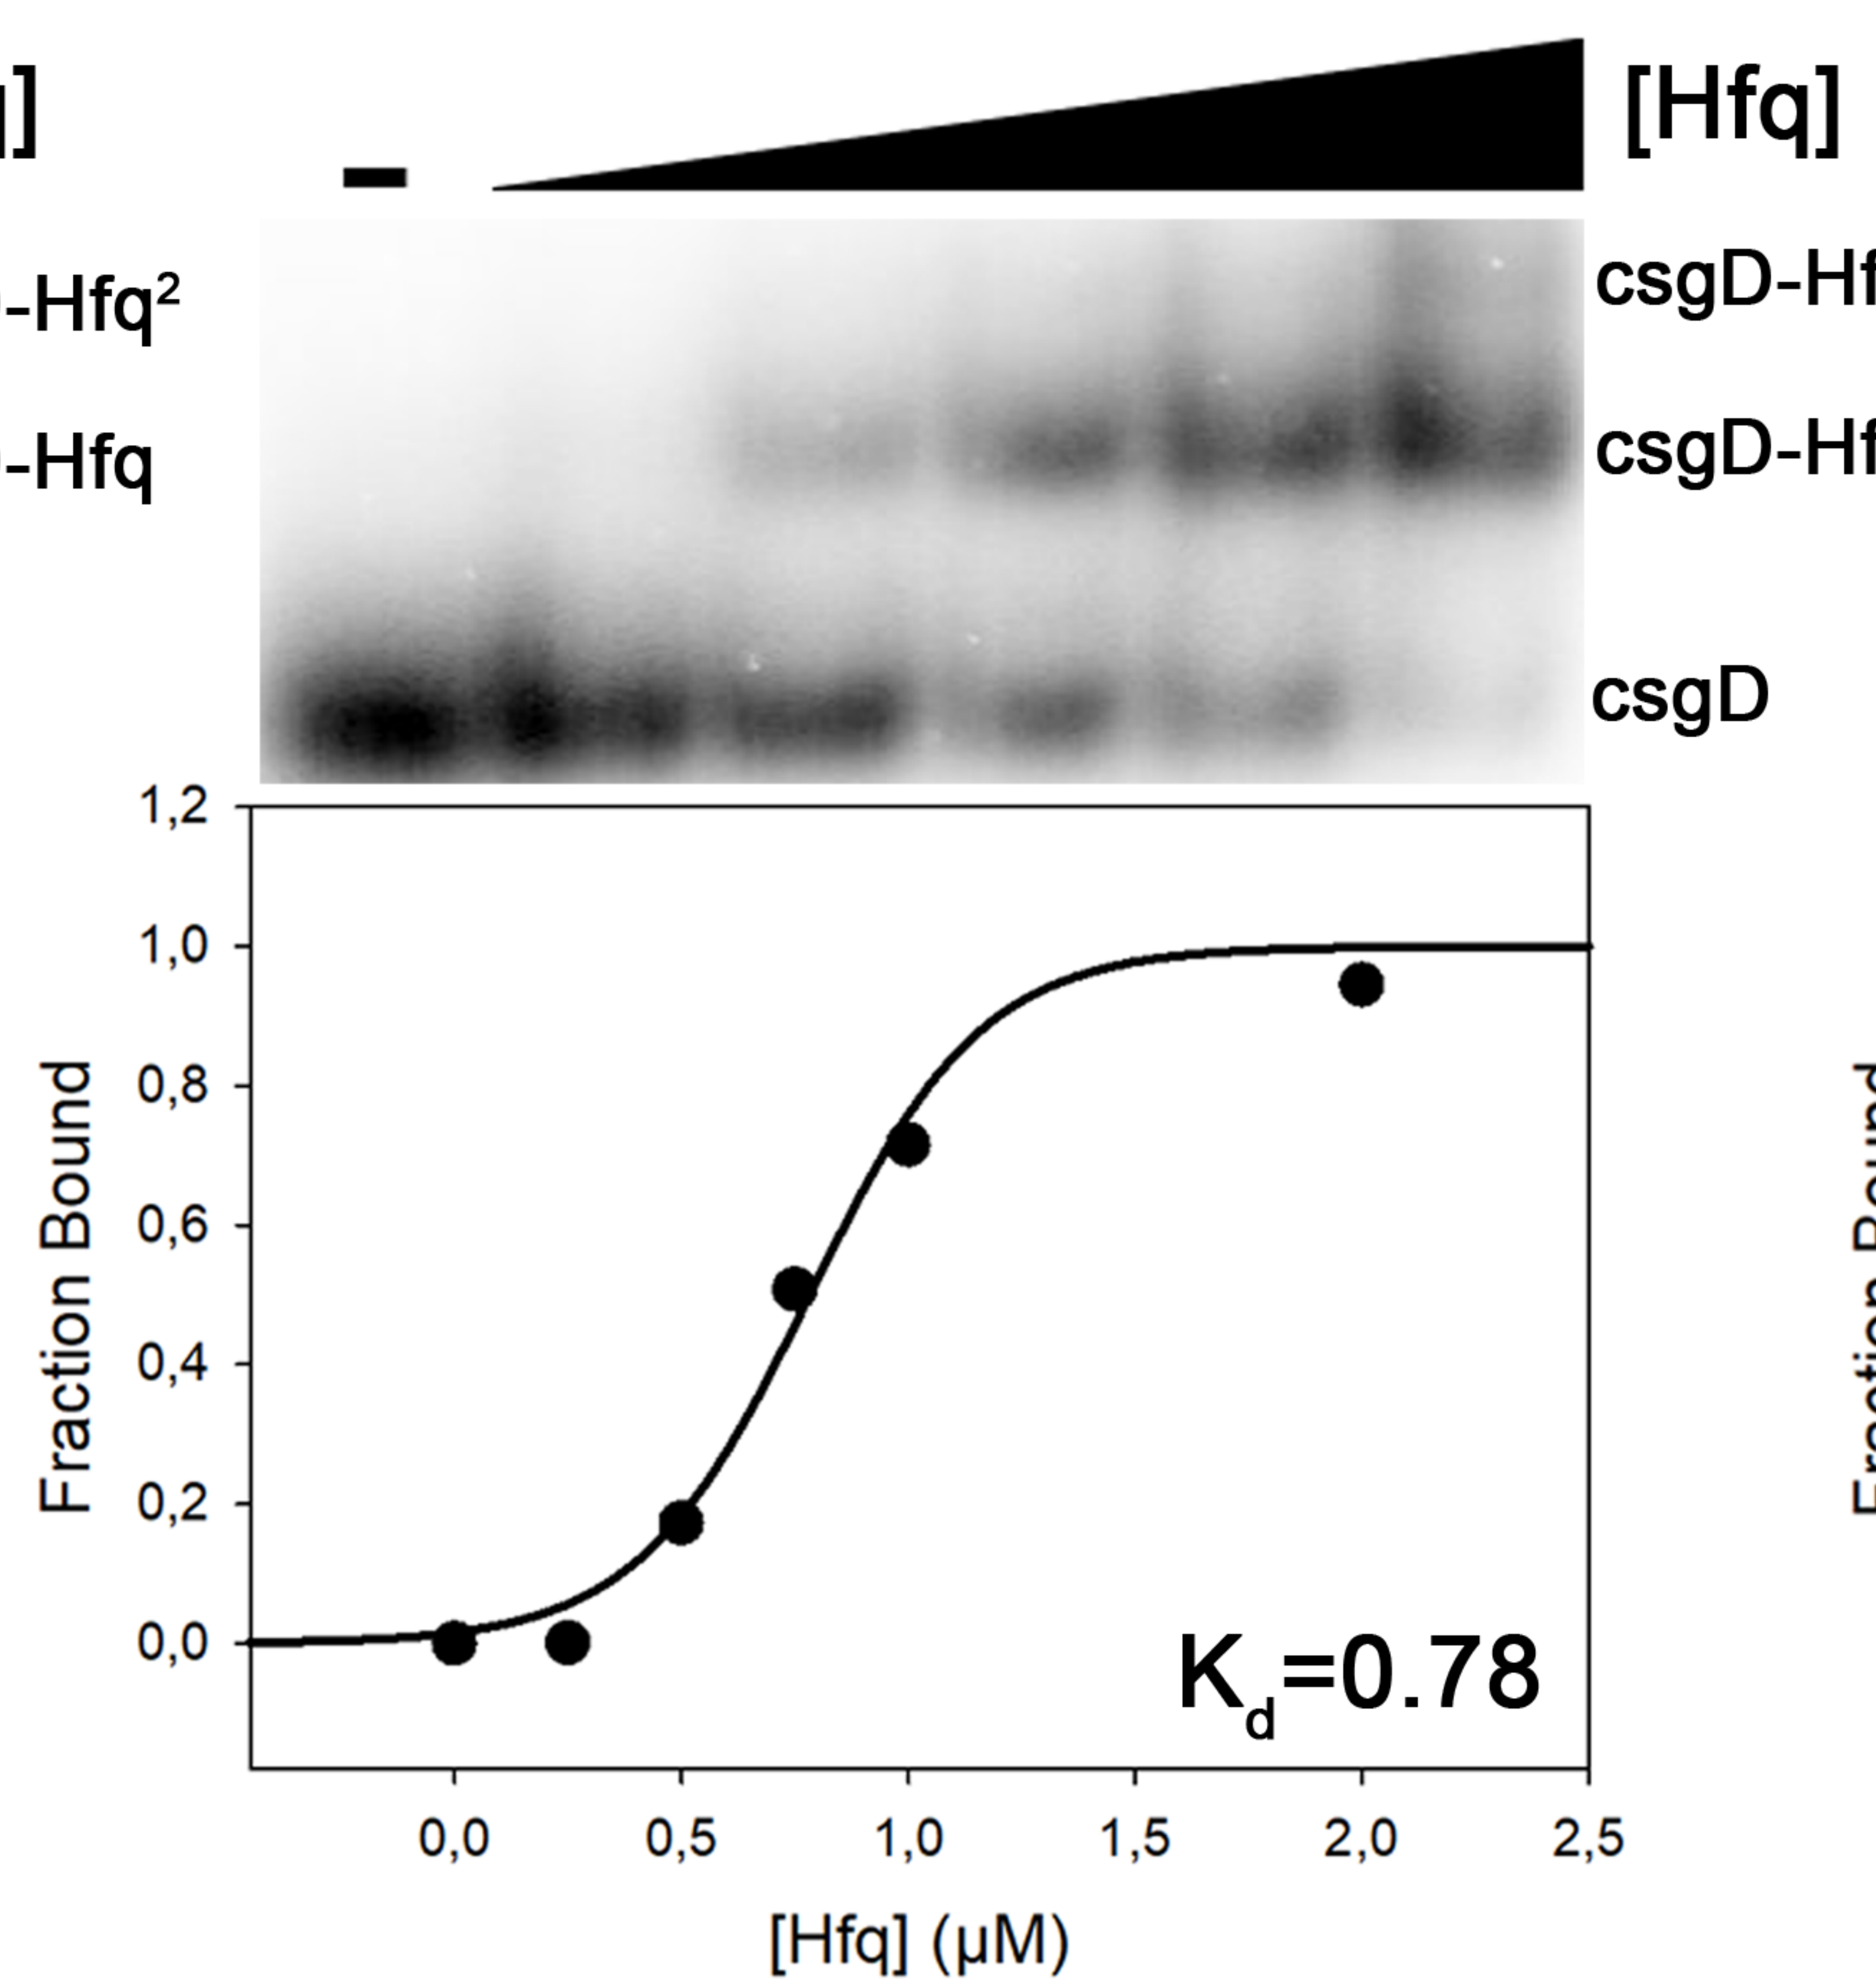 q]
[Hfq]
-Hfq²
csgD-Hf
-Hfq
csgD-Hf
csgD
1,2
1,0
0,8
0,6
0,4
0,2
0,0
Fraction Bound
Fraction Bound
Kd=0.78
0,0 0,5 1,0 1,5 2,0 2,5
[Hfq] (µM)